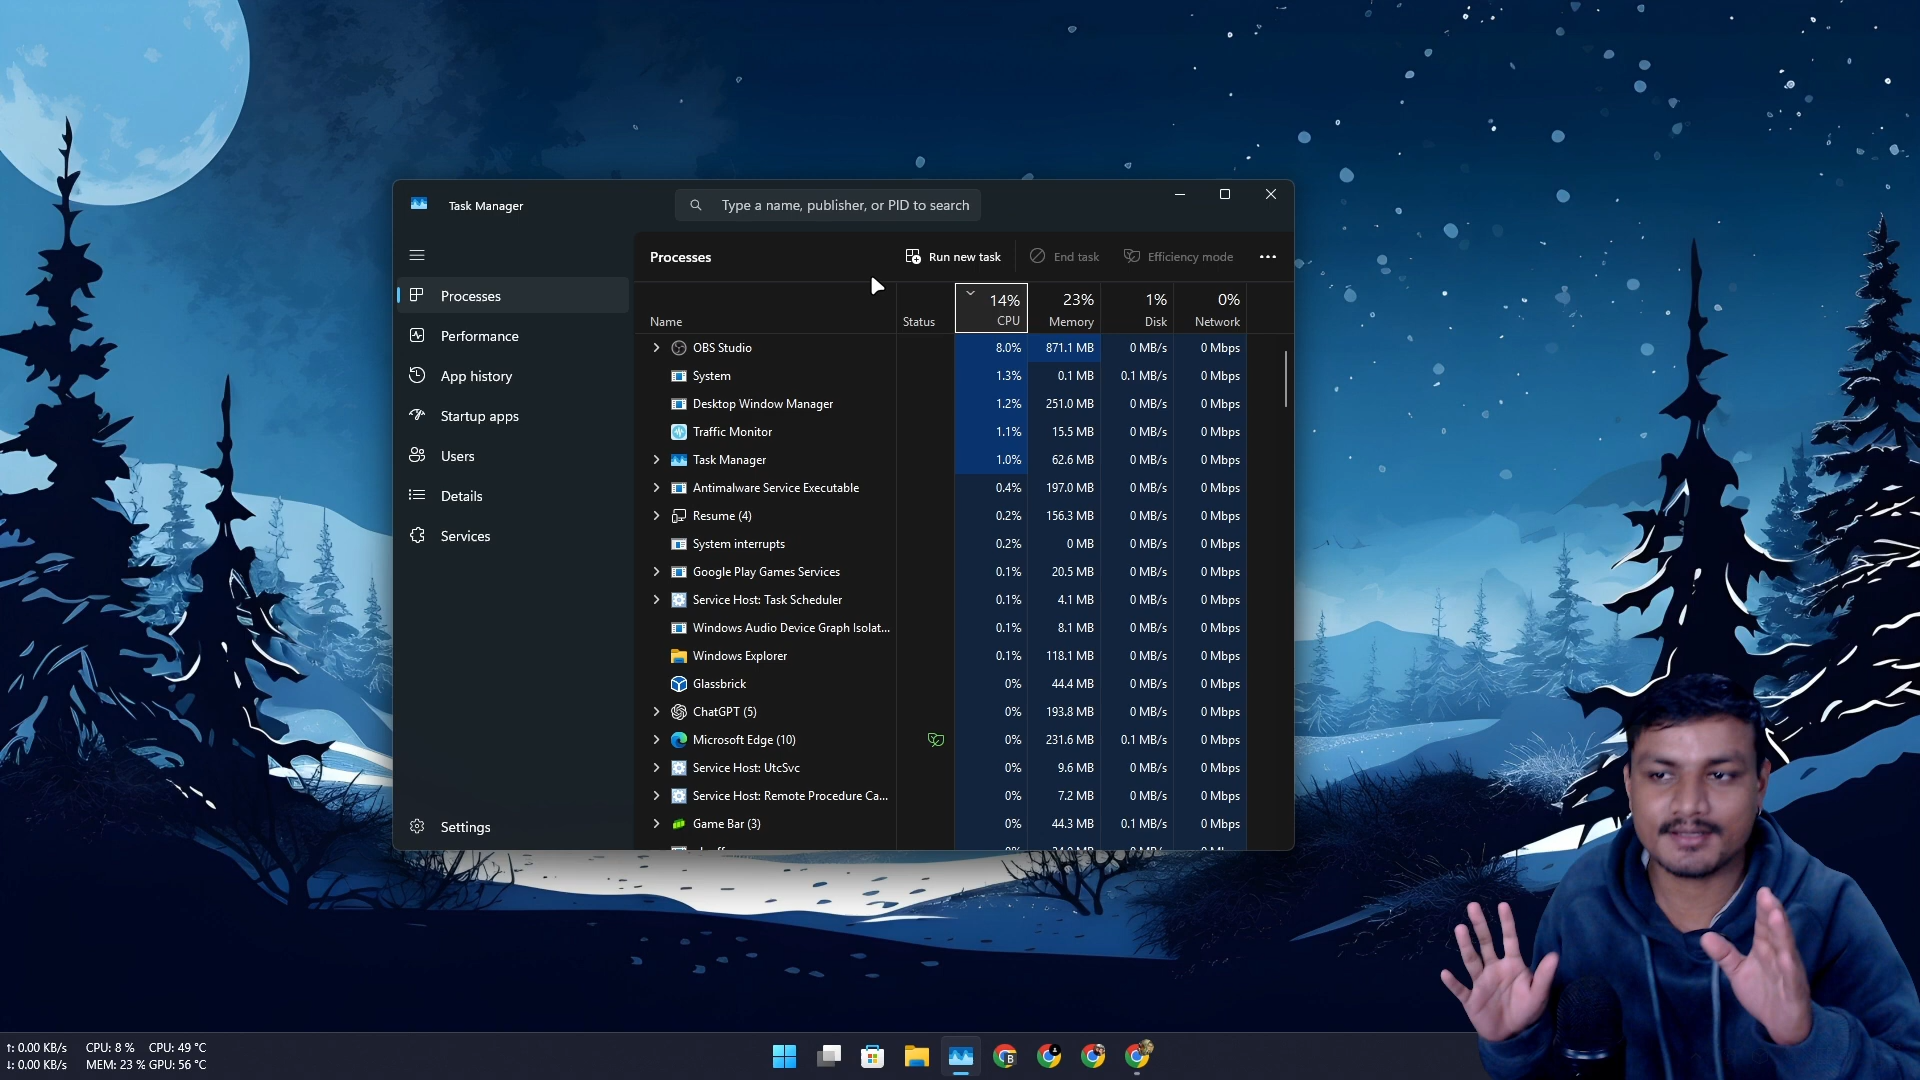 Task Manager
Type a name, publisher, or PID to search
Processes
Performance
App history
Startup apps
Users
Details
Services
Settings
Processes Run new task End task Efficiency mode
14% 23% 1% 0%
Name Status CPU Memory Disk Network
OBS Studio 8.0% 871.1 MB 0 MB/s 0 Mbps
System 1.3% 0.1 MB 0.1 MB/s 0 Mbps
Desktop Window Manager 1.2% 251.0 MB 0 MB/s 0 Mbps
Traffic Monitor 1.1% 15.5 MB 0 MB/s 0 Mbps
Task Manager 1.0% 62.6 MB 0 MB/s 0 Mbps
Antimalware Service Executable 0.4% 197.0 MB 0 MB/s 0 Mbps
Resume (4) 0.2% 156.3 MB 0 MB/s 0 Mbps
System interrupts 0.2% 0 MB 0 MB/s 0 Mbps
Google Play Games Services 0.1% 20.5 MB 0 MB/s 0 Mbps
Service Host: Task Scheduler 0.1% 4.1 MB 0 MB/s 0 Mbps
Windows Audio Device Graph Isolat... 0.1% 8.1 MB 0 MB/s 0 Mbps
Windows Explorer 0.1% 118.1 MB 0 MB/s 0 Mbps
Glassbrick 0% 44.4 MB 0 MB/s 0 Mbps
ChatGPT (5) 0% 193.8 MB 0 MB/s 0 Mbps
Microsoft Edge (10) 0% 231.6 MB 0.1 MB/s 0 Mbps
Service Host: UtcSvc 0% 9.6 MB 0 MB/s 0 Mbps
Service Host: Remote Procedure Ca... 0% 7.2 MB 0 MB/s 0 Mbps
Game Bar (3) 0% 44.3 MB 0.1 MB/s 0 Mbps
↑: 0.00 KB/s CPU: 8 % CPU: 49 °C
↓: 0.00 KB/s MEM: 23 % GPU: 56 °C
B